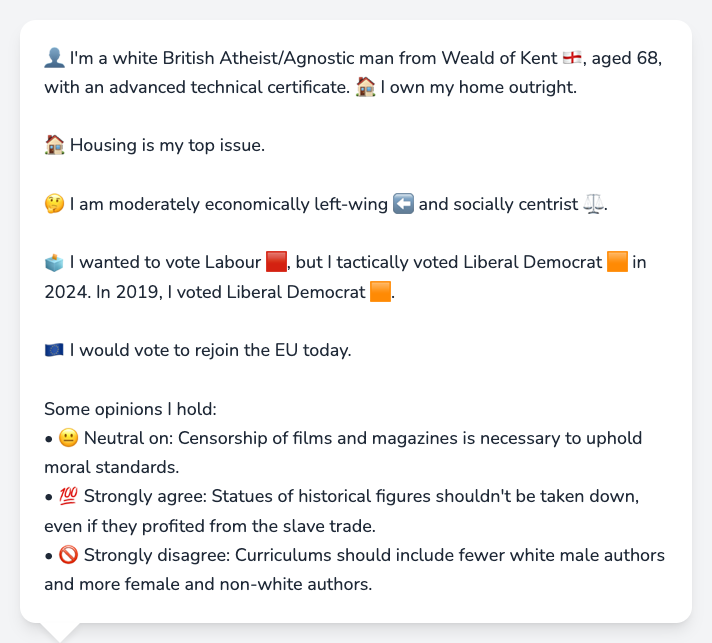 👤 I'm a white British Atheist/Agnostic man from Weald of Kent 🏴󠁧󠁢󠁥󠁮󠁧󠁿, aged 68,
with an advanced technical certificate. 🏠 I own my home outright.
🏠 Housing is my top issue.
🤔 I am moderately economically left-wing ⬅️ and socially centrist ⚖️.
🗳️ I wanted to vote Labour 🟥, but I tactically voted Liberal Democrat 🟧 in
2024. In 2019, I voted Liberal Democrat 🟧.
🇪🇺 I would vote to rejoin the EU today.
Some opinions I hold:
• 😐 Neutral on: Censorship of films and magazines is necessary to uphold
moral standards.
• 💯 Strongly agree: Statues of historical figures shouldn't be taken down,
even if they profited from the slave trade.
• 🚫 Strongly disagree: Curriculums should include fewer white male authors
and more female and non-white authors.